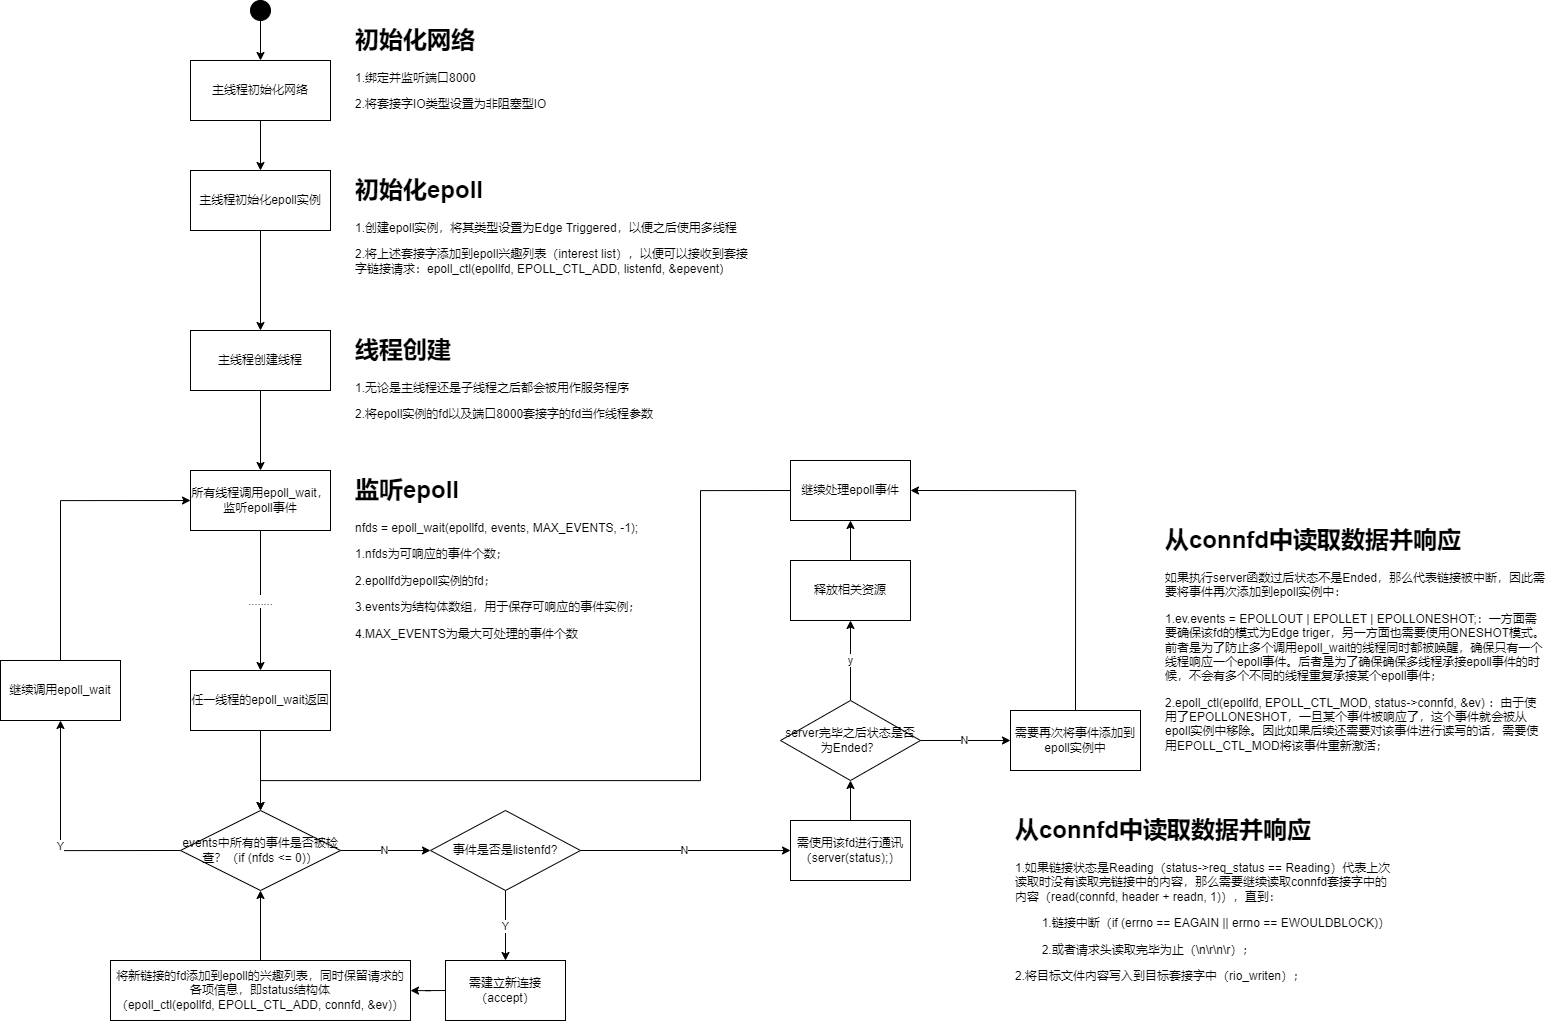 初始化网络
1.绑定并监听端口8000
2.将套接字IO类型设置为非阻塞型IO
主线程初始化网络
初始化epoll
1.创建epoll实例，将其类型设置为Edge Triggered，以便之后使用多线程
2.将上述套接字添加到epoll兴趣列表（interest list），以便可以接收到套
接字链接请求：epoll_ctl(epollfd, EPOLL_CTL_ADD, listenfd, &epevent)
主线程初始化epoll实例
线程创建
1.无论是主线程还是子线程之后都会被用作服务程序
2.将epoll实例的fd以及端口8000套接字的fd当作线程参数
主线程创建线程
监听epoll
nfds = epoll_wait(epollfd, events, MAX_EVENTS, -1);
1.nfds为可响应的事件个数；
2.epollfd为epoll实例的fd；
3.events为结构体数组，用于保存可响应的事件实例；
4.MAX_EVENTS为最大可处理的事件个数
所有线程调用epoll_wait，
监听epoll事件
........
任一线程的epoll_wait返回
继续调用epoll_wait
Y
events中所有的事件是否被检
查？（if (nfds <= 0)）
N
事件是否是listenfd？
N
Y
需建立新连接
（accept）
将新链接的fd添加到epoll的兴趣列表，同时保留请求的
各项信息，即status结构体
（epoll_ctl(epollfd, EPOLL_CTL_ADD, connfd, &ev)）
需使用该fd进行通讯
（server(status);）
server完毕之后状态是否
为Ended？
y
N
释放相关资源
继续处理epoll事件
需要再次将事件添加到
epoll实例中
从connfd中读取数据并响应
如果执行server函数过后状态不是Ended，那么代表链接被中断，因此需
要将事件再次添加到epoll实例中：
1.ev.events = EPOLLOUT | EPOLLET | EPOLLONESHOT;：一方面需
要确保该fd的模式为Edge triger，另一方面也需要使用ONESHOT模式。
前者是为了防止多个调用epoll_wait的线程同时都被唤醒，确保只有一个
线程响应一个epoll事件。后者是为了确保确保多线程承接epoll事件的时
候，不会有多个不同的线程重复承接某个epoll事件；
2.epoll_ctl(epollfd, EPOLL_CTL_MOD, status->connfd, &ev)：由于使
用了EPOLLONESHOT，一旦某个事件被响应了，这个事件就会被从
epoll实例中移除。因此如果后续还需要对该事件进行读写的话，需要使
用EPOLL_CTL_MOD将该事件重新激活；
从connfd中读取数据并响应
1.如果链接状态是Reading（status->req_status == Reading）代表上次
读取时没有读取完链接中的内容，那么需要继续读取connfd套接字中的
内容（read(connfd, header + readn, 1)），直到：
1.链接中断（if (errno == EAGAIN || errno == EWOULDBLOCK)）
2.或者请求头读取完毕为止（\n\r\n\r）；
2.将目标文件内容写入到目标套接字中（rio_writen）；